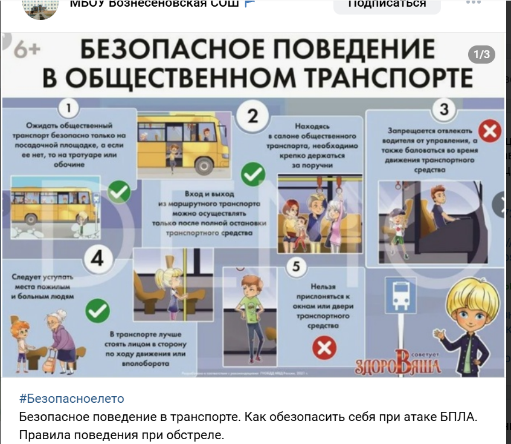 МБОУ Вознесеновская СОШ
Подписаться
6+
БЕЗОПАСНОЕ ПОВЕДЕНИЕ
1/3
В ОБЩЕСТВЕННОМ ТРАНСПОРТЕ
1
Ожидать общественный
транспорт безопасно только на
посадочной площадке, а если
ее нет, то на тротуаре или
обочине
2
Вход и выход
из маршрутного транспорта
можно осуществлять
только после полной остановки
транспортного средства
Находясь
в салоне общественного
транспорта, необходимо
крепко держаться
за поручни
3
Запрещается отвлекать
водителя от управления, а
также баловаться во время
движения транспортного
средства
4
Следует уступать
места пожилым
и больным людям
В транспорте лучше
стоять лицом в сторону
по ходу движения или
вполоборота
5
Нельзя
прислоняться к
окнам или двери
транспортного
средства
DEMO
советует
ЗДОРОВЯША
#Безопасноелето
Безопасное поведение в транспорте. Как обезопасить себя при атаке БПЛА.
Правила поведения при обстреле.